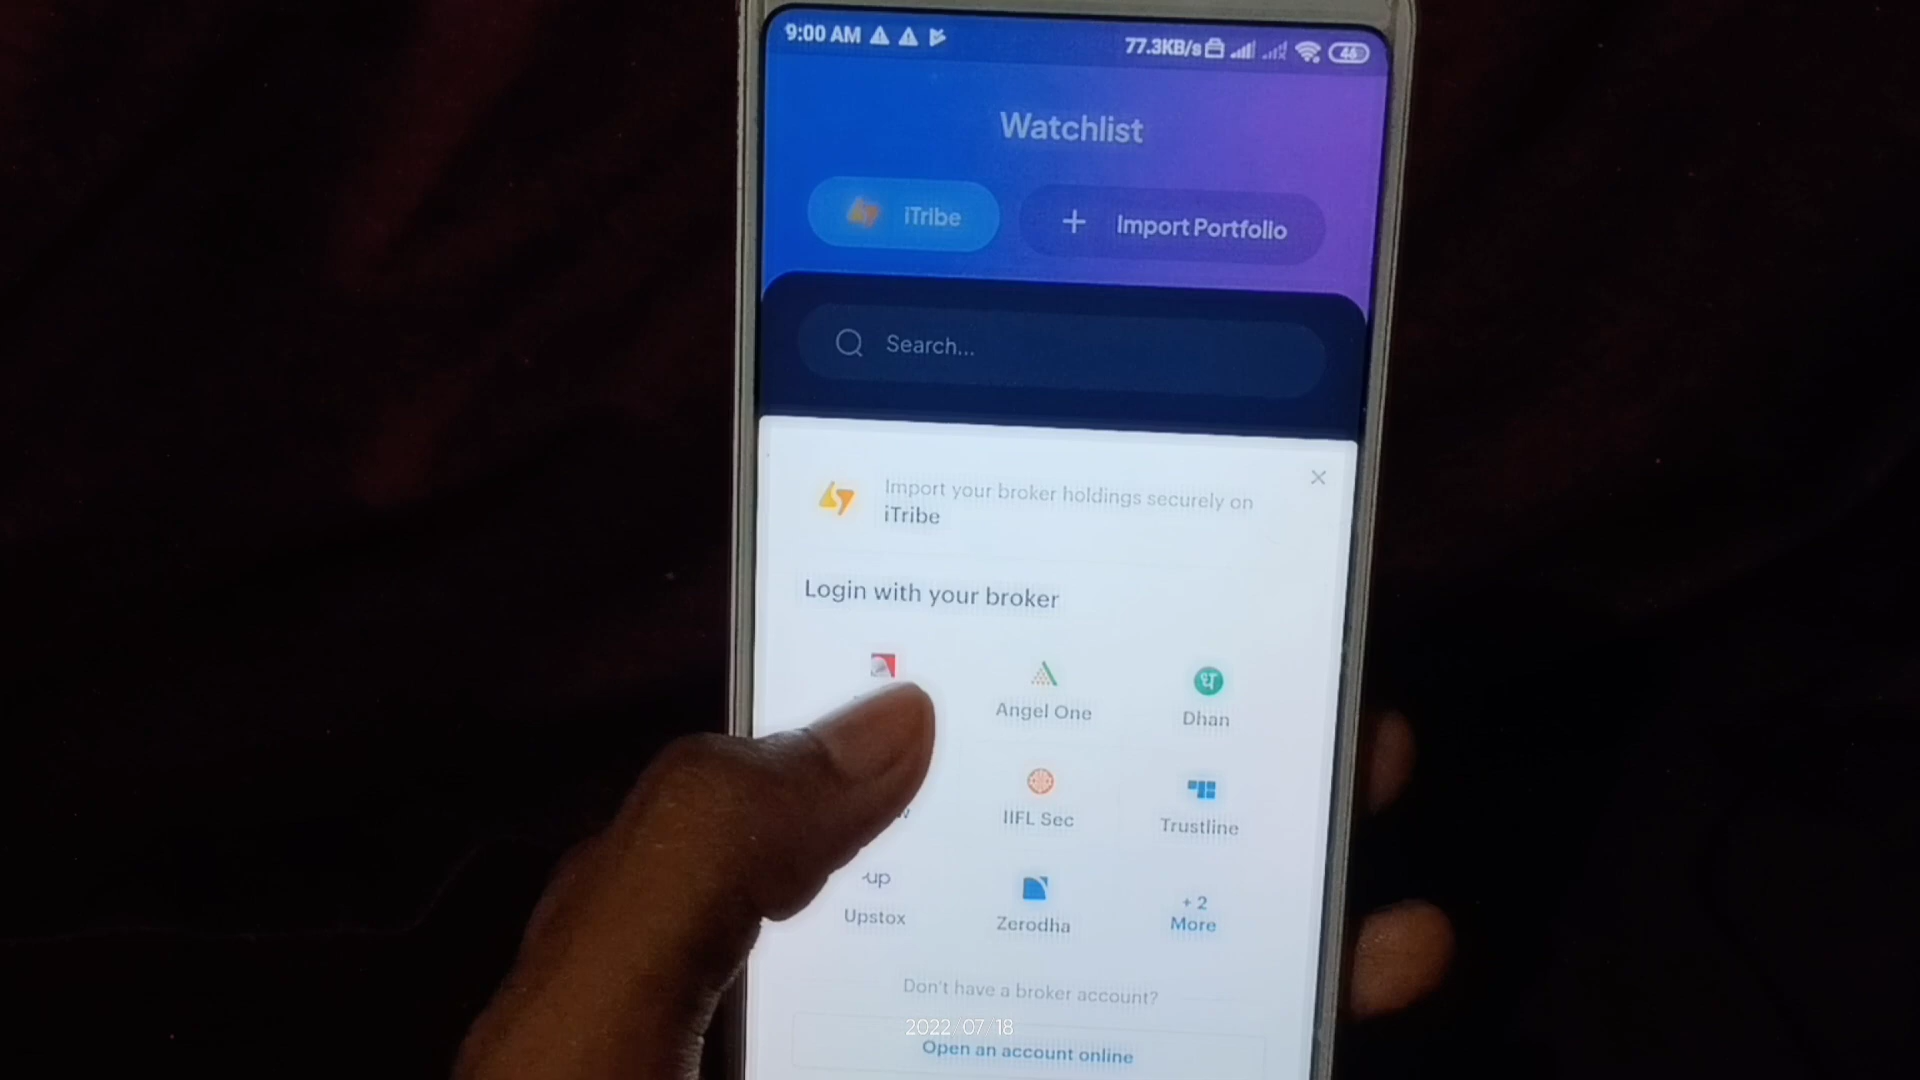 9:00 AM
77.3KB/s
46
Watchlist
iTribe
+ Import Portfolio
Search...
Import your broker holdings securely on
iTribe
Login with your broker
Angel One
ध
Dhan
IIFL Sec
Trustline
up
Upstox
Zerodha
+ 2
More
Don't have a broker account?
2022/07/18
Open an account online